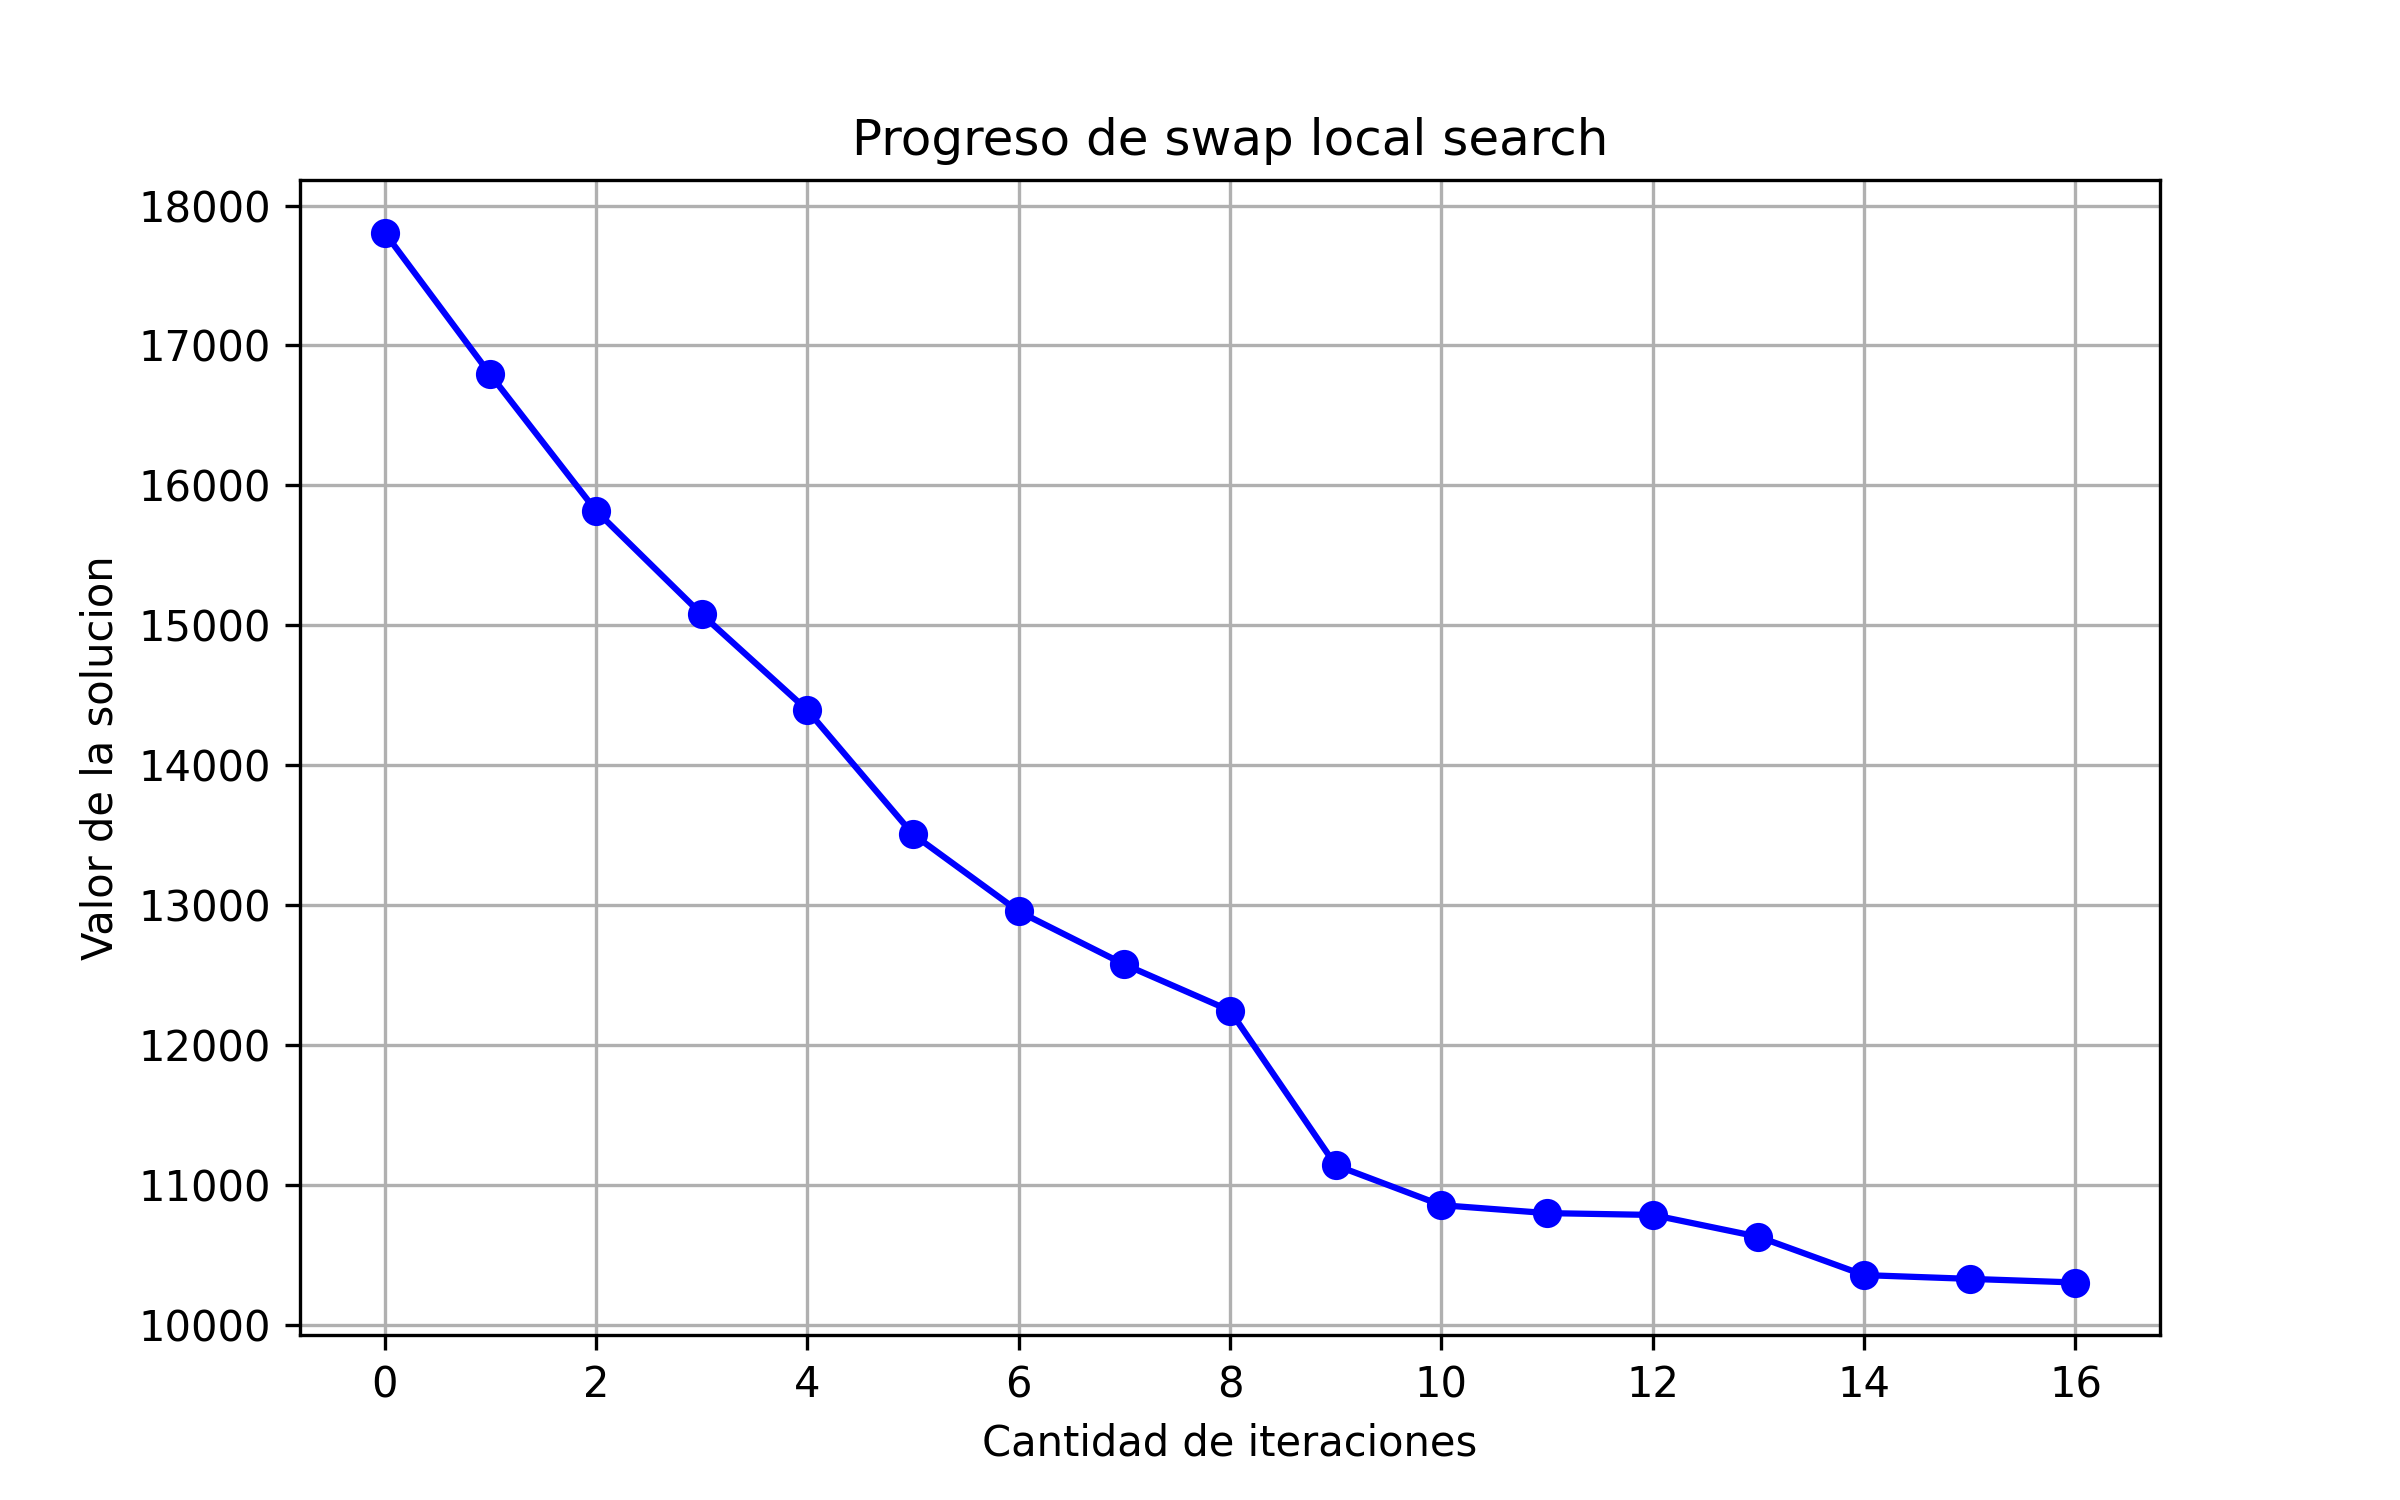 Progreso de swap local search
Valor de la solucion
18000
17000
16000
15000
14000
13000
12000
11000
10000
0 2 4 6 8 10 12 14 16
Cantidad de iteraciones